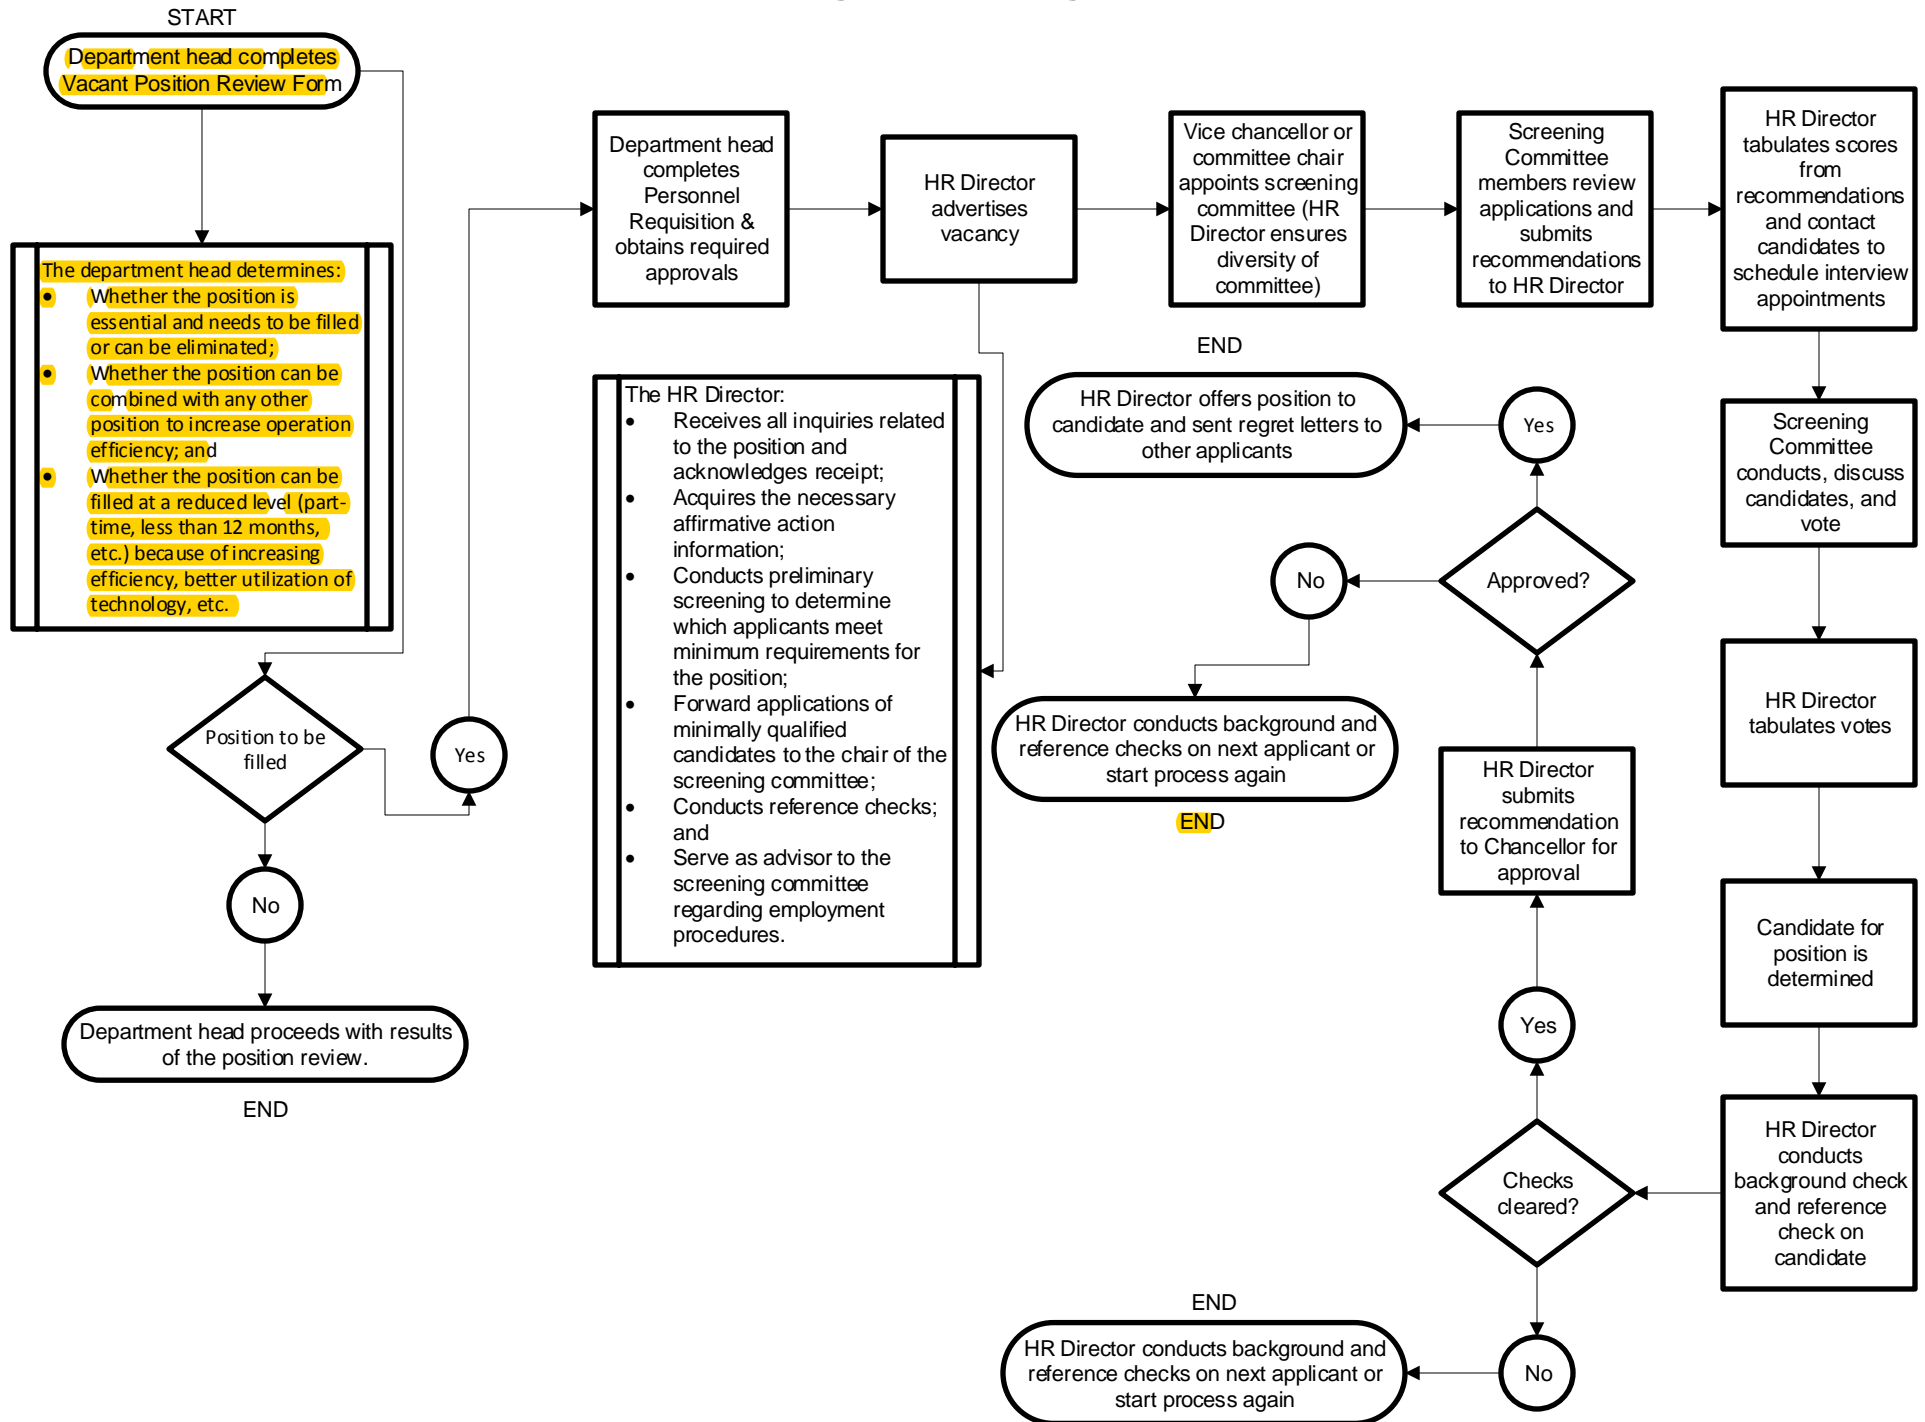 START
Department head completes
Vacant Position Review Form
The department head determines:
• Whether the position is
essential and needs to be filled
or can be eliminated;
• Whether the position can be
combined with any other
position to increase operation
efficiency; and
• Whether the position can be
filled at a reduced level (part-
time, less than 12 months,
etc.) because of increasing
efficiency, better utilization of
technology, etc.
Position to be
filled
Yes
No
Department head proceeds with results
of the position review.
END
Department head
completes
Personnel
Requisition &
obtains required
approvals
HR Director
advertises
vacancy
The HR Director:
• Receives all inquiries related
to the position and
acknowledges receipt;
• Acquires the necessary
affirmative action
information;
• Conducts preliminary
screening to determine
which applicants meet
minimum requirements for
the position;
• Forward applications of
minimally qualified
candidates to the chair of the
screening committee;
• Conducts reference checks;
and
• Serve as advisor to the
screening committee
regarding employment
procedures.
Vice chancellor or
committee chair
appoints screening
committee (HR
Director ensures
diversity of
committee)
Screening
Committee
members review
applications and
submits
recommendations
to HR Director
HR Director
tabulates scores
from
recommendations
and contact
candidates to
schedule interview
appointments
Screening
Committee
conducts, discuss
candidates, and
vote
HR Director
tabulates votes
Candidate for
position is
determined
HR Director
conducts
background check
and reference
check on
candidate
Checks
cleared?
No
END
HR Director conducts background and
reference checks on next applicant or
start process again
Yes
HR Director
submits
recommendation
to Chancellor for
approval
Approved?
No
HR Director conducts background and
reference checks on next applicant or
start process again
END
Yes
END
HR Director offers position to
candidate and sent regret letters to
other applicants